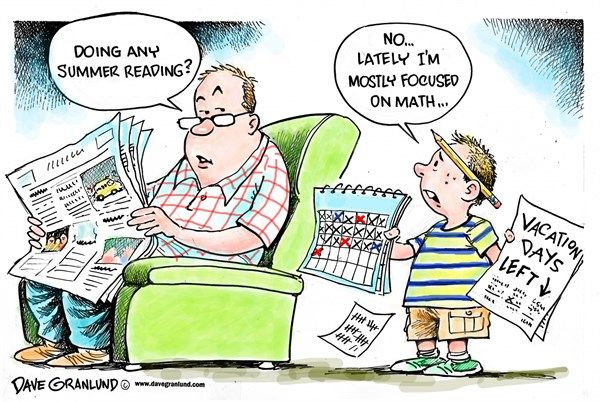 DOING ANY
SUMMER READING?
NO...
LATELY I'M
MOSTLY FOCUSED
ON MATH...
VACATION
DAYS
LEFT ↓
DAVE GRANLUND © www.davegranlund.com